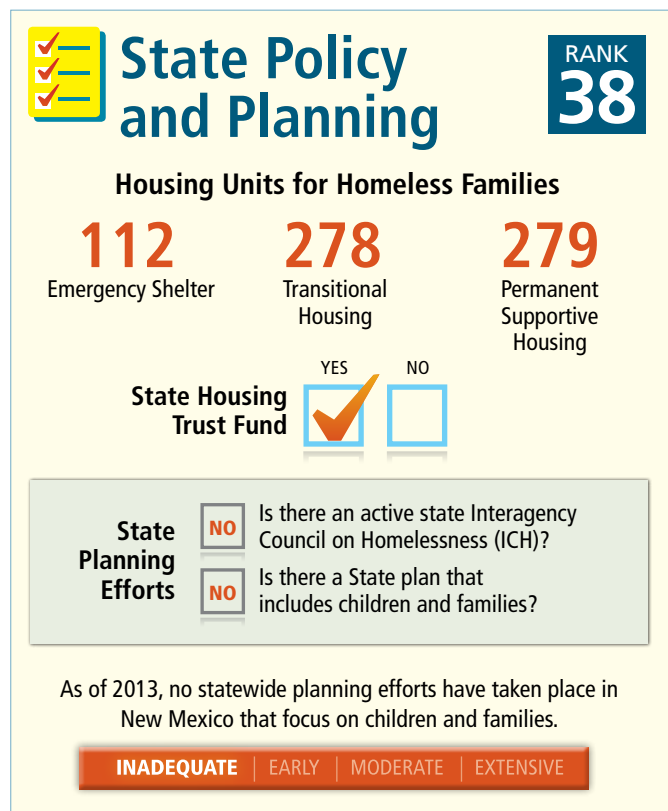 State Policy
and Planning
RANK
38
Housing Units for Homeless Families
112
Emergency Shelter
278
Transitional
Housing
279
Permanent
Supportive
Housing
State Housing
Trust Fund
YES
NO
State
Planning
Efforts
NO
Is there an active state Interagency
Council on Homelessness (ICH)?
NO
Is there a State plan that
includes children and families?
As of 2013, no statewide planning efforts have taken place in
New Mexico that focus on children and families.
INADEQUATE | EARLY | MODERATE | EXTENSIVE